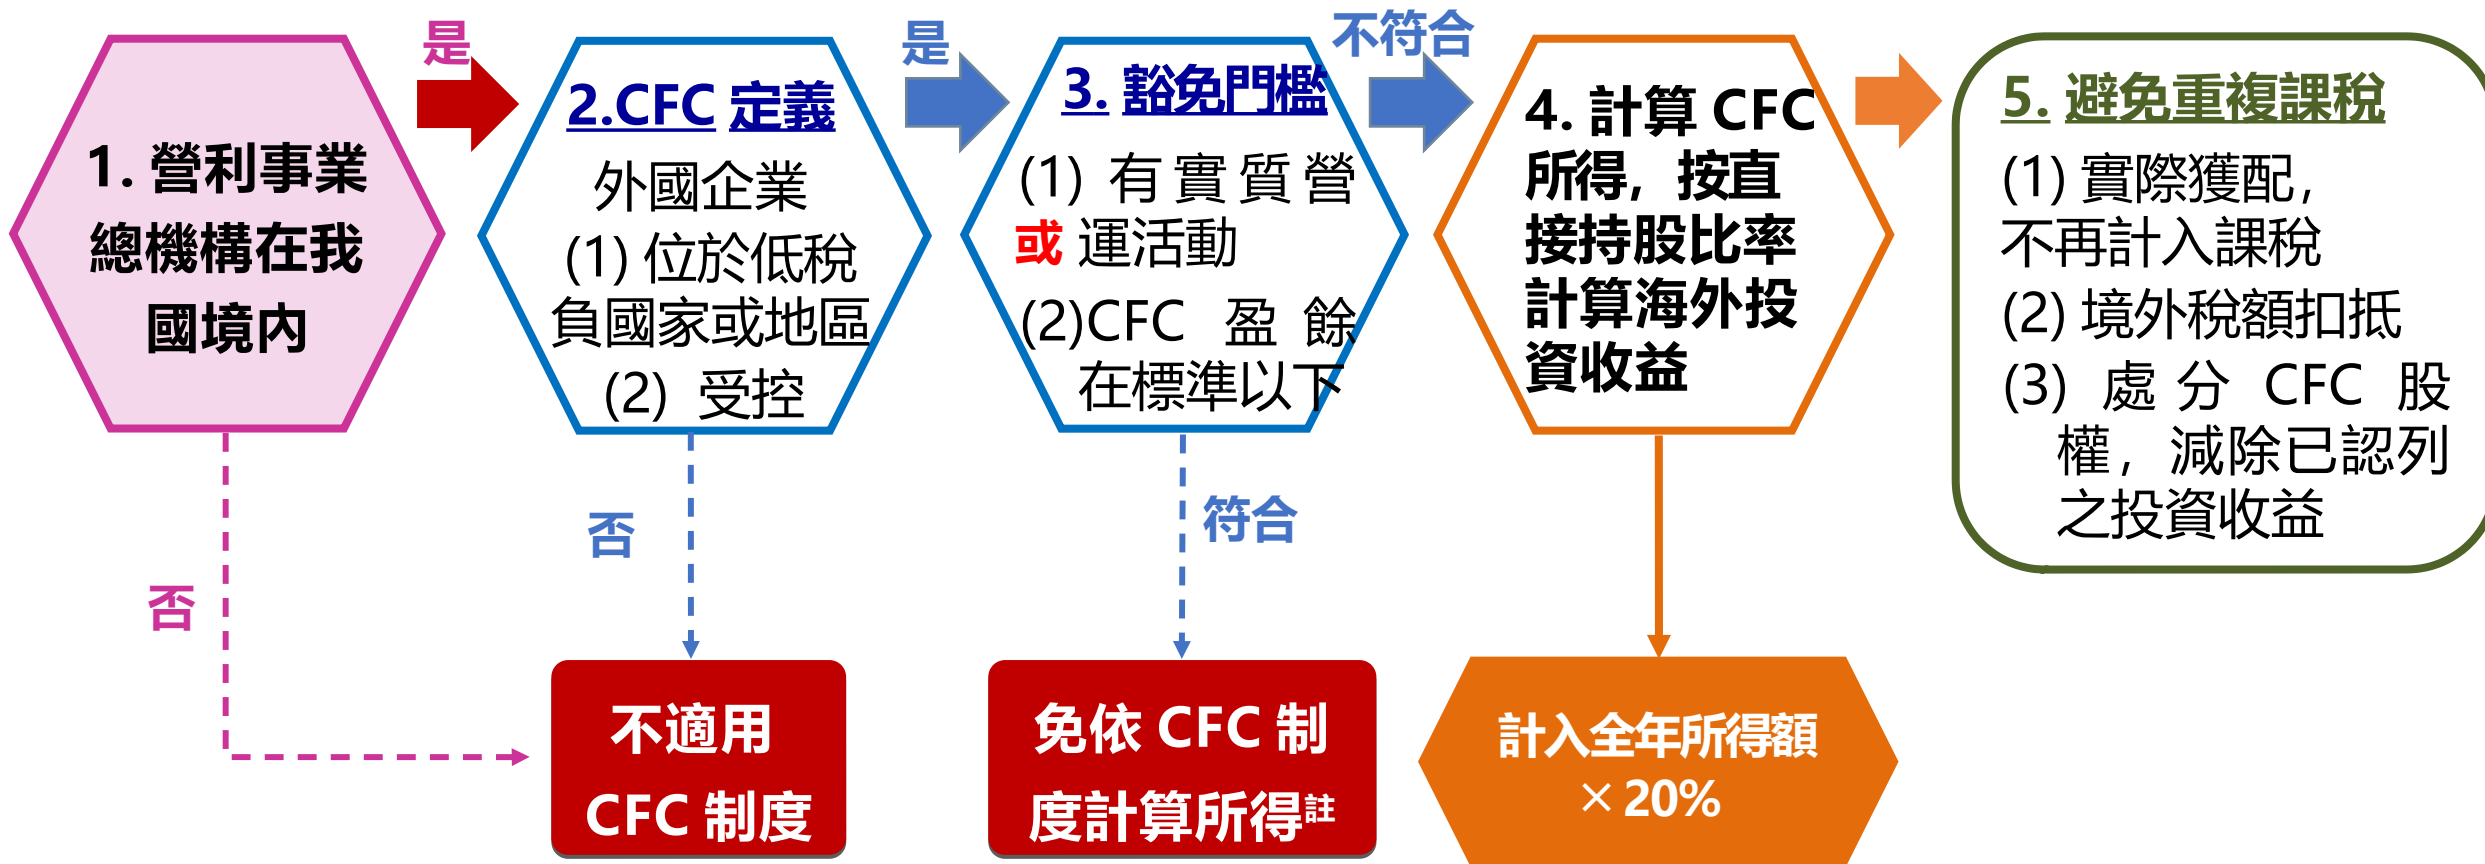 是
1. 營利事業
總機構在我
國境內
否
是
2.CFC 定義
外國企業
(1) 位於低稅
負國家或地區
(2) 受控
否
不適用
CFC 制度
不符合
3. 豁免門檻
(1) 有實質營
或 運活動
(2)CFC 盈餘
在標準以下
符合
免依 CFC 制
度計算所得註
4. 計算 CFC
所得，按直
接持股比率
計算海外投
資收益
計入全年所得額
×20%
5. 避免重複課稅
(1) 實際獲配，
不再計入課稅
(2) 境外稅額扣抵
(3) 處分 CFC 股
權，減除已認列
之投資收益